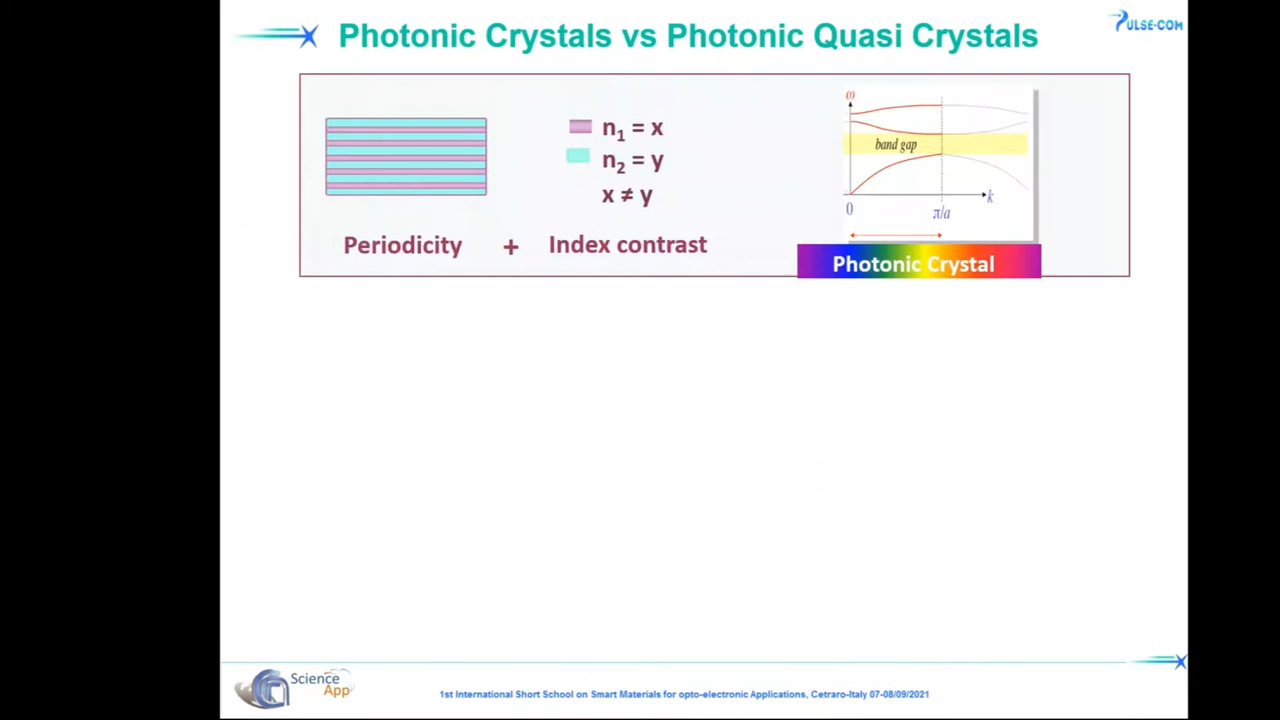 Photonic Crystals vs Photonic Quasi Crystals
PULSE-COM
n₁ = x
n₂ = y
x ≠ y
Periodicity + Index contrast
ω
band gap
0
π/a
k
Photonic Crystal
Science
App
1st International Short School on Smart Materials for opto-electronic Applications, Cetraro-Italy 07-08/09/2021